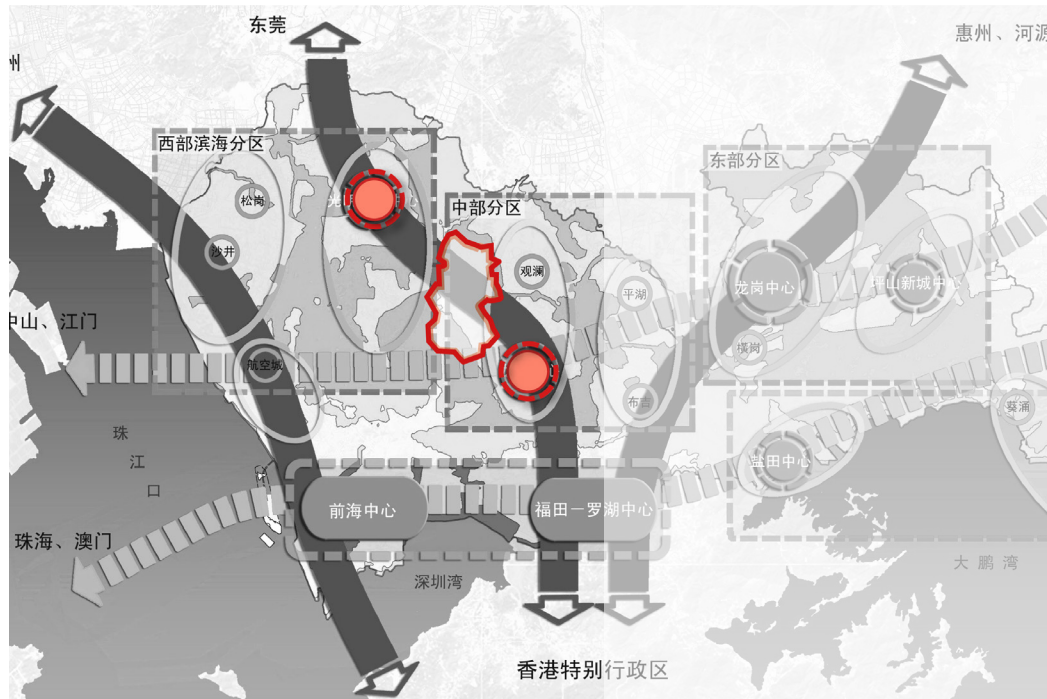 东莞
惠州、河源
州
西部滨海分区
东部分区
松岗
中部分区
沙井
观澜
平湖
龙岗中心
坪山新城中心
中山、江门
横岗
航空城
布吉
葵涌
珠
江
口
盐田中心
前海中心
福田－罗湖中心
珠海、澳门
深圳湾
大鹏湾
香港特别行政区